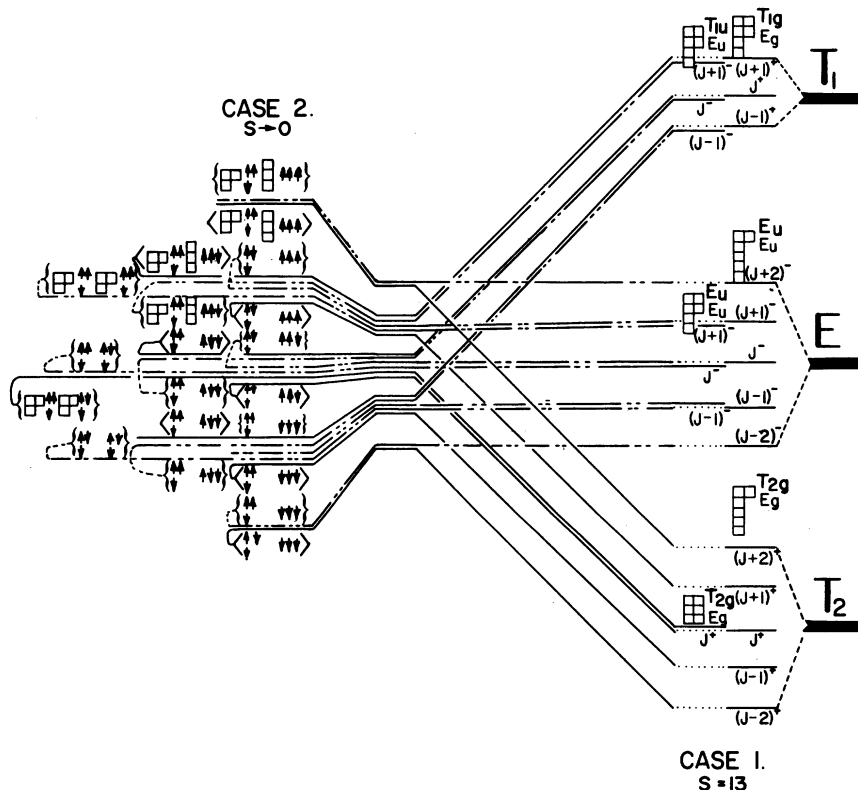 CASE 2.
S→O
T1u T1g
Eu Eg
(J+1)⁻ (J+1)⁺
T1
J⁺
J⁻
(J-1)⁺
(J-1)⁻
Eu
Eu
(J+2)⁻
Eu
Eu (J+1)⁻
(J+1)⁻
E
J⁻
J⁻
(J-1)⁻
(J-1)⁻
(J-2)⁻
T2g
Eg
(J+2)⁺
T2g (J+1)⁺
Eg
T2
J⁺ J⁺
(J-1)⁺
(J-2)⁺
CASE 1.
S=13